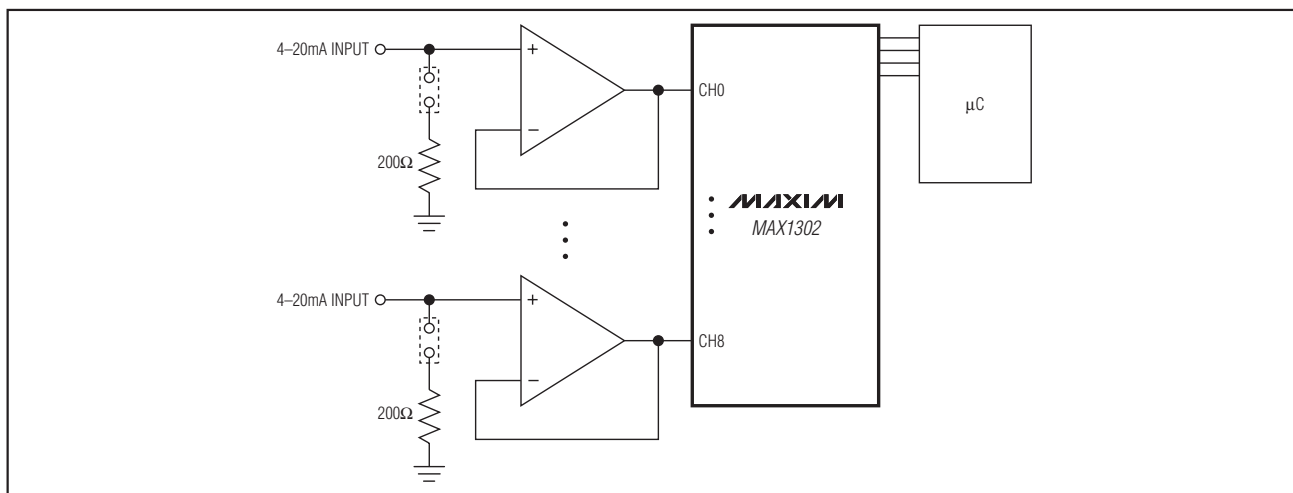 4–20mA INPUT
+
−
200Ω
CH0
MAXIM
MAX1302
µC
4–20mA INPUT
+
−
200Ω
CH8